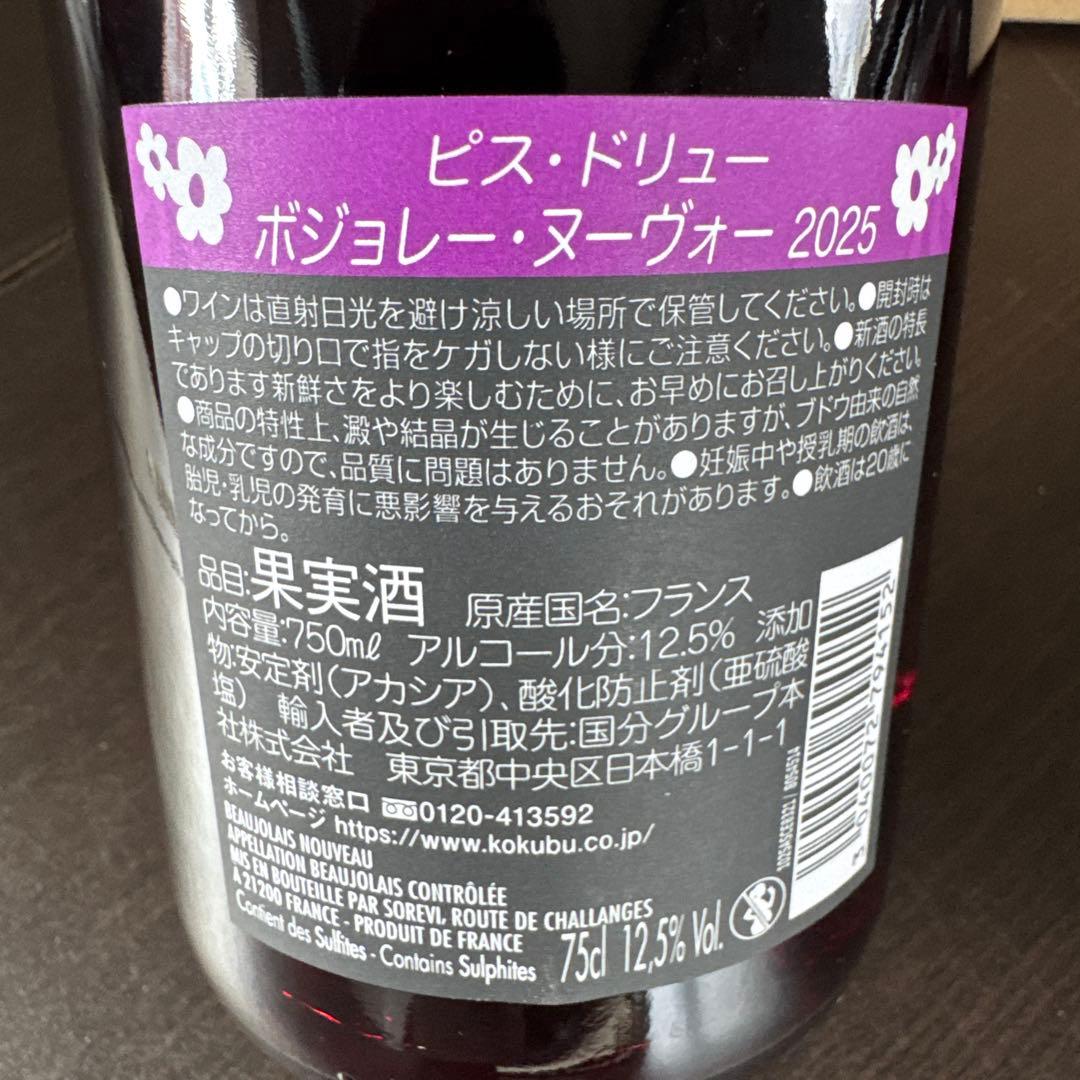 ピス・ドリュー
ボジョレー・ヌーヴォー 2025
●ワインは直射日光を避け涼しい場所で保管してください。●開封時は
キャップの切り口で指をケガしない様にご注意ください。●新酒の特長
であります新鮮さをより楽しむために、お早めにお召し上がりください。
●商品の特性上、澱や結晶が生じることがありますが、ブドウ由来の自然
な成分ですので、品質に問題はありません。●妊娠中や授乳期の飲酒は、
胎児・乳児の発育に悪影響を与えるおそれがあります。●飲酒は20歳に
なってから。
品目:果実酒 原産国名:フランス
内容量:750ml アルコール分:12.5% 添加
物:安定剤(アカシア)、酸化防止剤(亜硫酸
塩) 輸入者及び引取先:国分グループ本
社株式会社 東京都中央区日本橋1-1-1
お客様相談窓口 0120-413592
ホームページ https://www.kokubu.co.jp/
BEAUJOLAIS NOUVEAU
APPELLATION BEAUJOLAIS CONTRÔLÉE
MIS EN BOUTEILLE PAR SOREVI, ROUTE DE CHALLANGES
A 21200 FRANCE - PRODUIT DE FRANCE
Contient des Sulfites - Contains Sulphites
75cl 12,5% Vol.